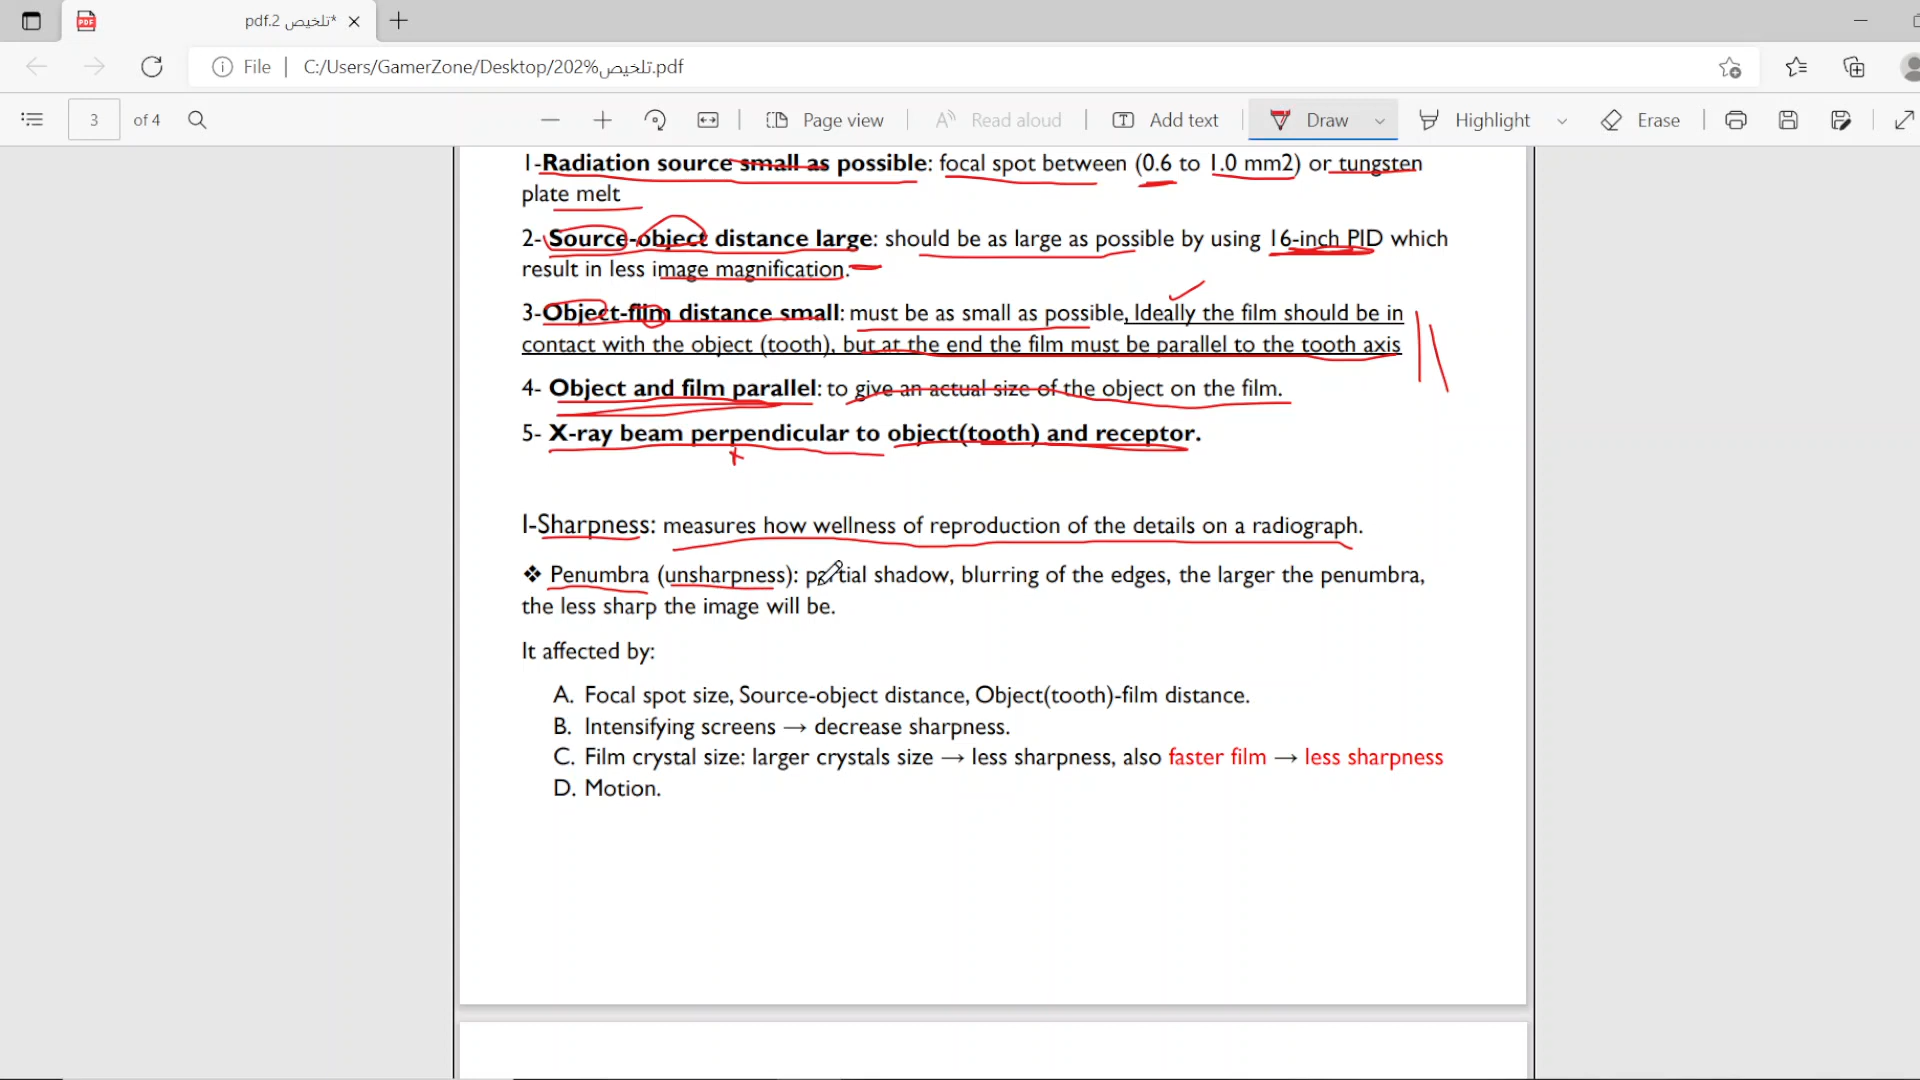 pdf.2 تلخيص*
File
C:/Users/GamerZone/Desktop/202%تلخيص.pdf
3 of 4
Page view
Read aloud
Add text
Draw
Highlight
Erase
1-Radiation source small as possible: focal spot between (0.6 to 1.0 mm2) or tungsten
plate melt
2- Source-object distance large: should be as large as possible by using 16-inch PID which
result in less image magnification.
3-Object-film distance small: must be as small as possible, Ideally the film should be in
contact with the object (tooth), but at the end the film must be parallel to the tooth axis
4- Object and film parallel: to give an actual size of the object on the film.
5- X-ray beam perpendicular to object(tooth) and receptor.
I-Sharpness: measures how wellness of reproduction of the details on a radiograph.
❖ Penumbra (unsharpness): partial shadow, blurring of the edges, the larger the penumbra,
the less sharp the image will be.
It affected by:
A. Focal spot size, Source-object distance, Object(tooth)-film distance.
B. Intensifying screens → decrease sharpness.
C. Film crystal size: larger crystals size → less sharpness, also faster film → less sharpness
D. Motion.